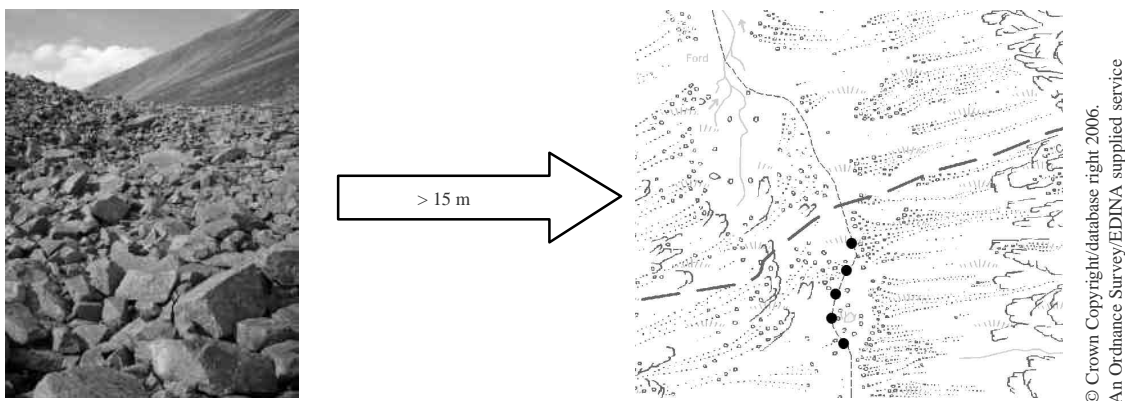 > 15 m
Ford
© Crown Copyright/database right 2006.
An Ordnance Survey/EDINA supplied service